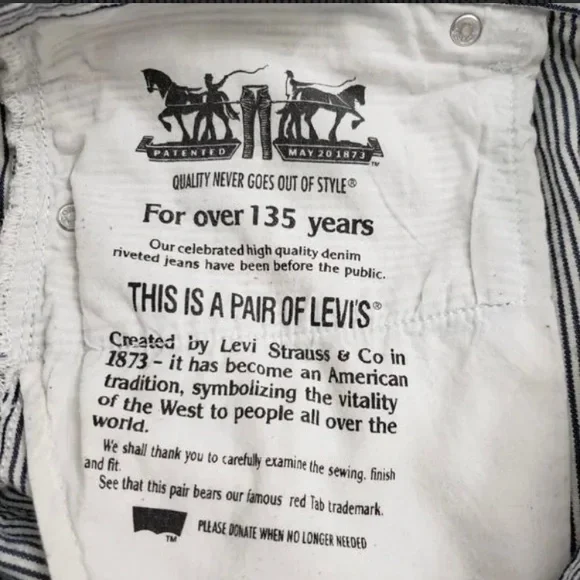 PATENTED MAY 20 1873 TM
QUALITY NEVER GOES OUT OF STYLE®
For over 135 years
Our celebrated high quality denim
riveted jeans have been before the public.
THIS IS A PAIR OF LEVI'S®
Created by Levi Strauss & Co in
1873 - it has become an American
tradition, symbolizing the vitality
of the West to people all over the
world.
We shall thank you to carefully examine the sewing, finish
and fit.
See that this pair bears our famous red Tab trademark.
TM PLEASE DONATE WHEN NO LONGER NEEDED